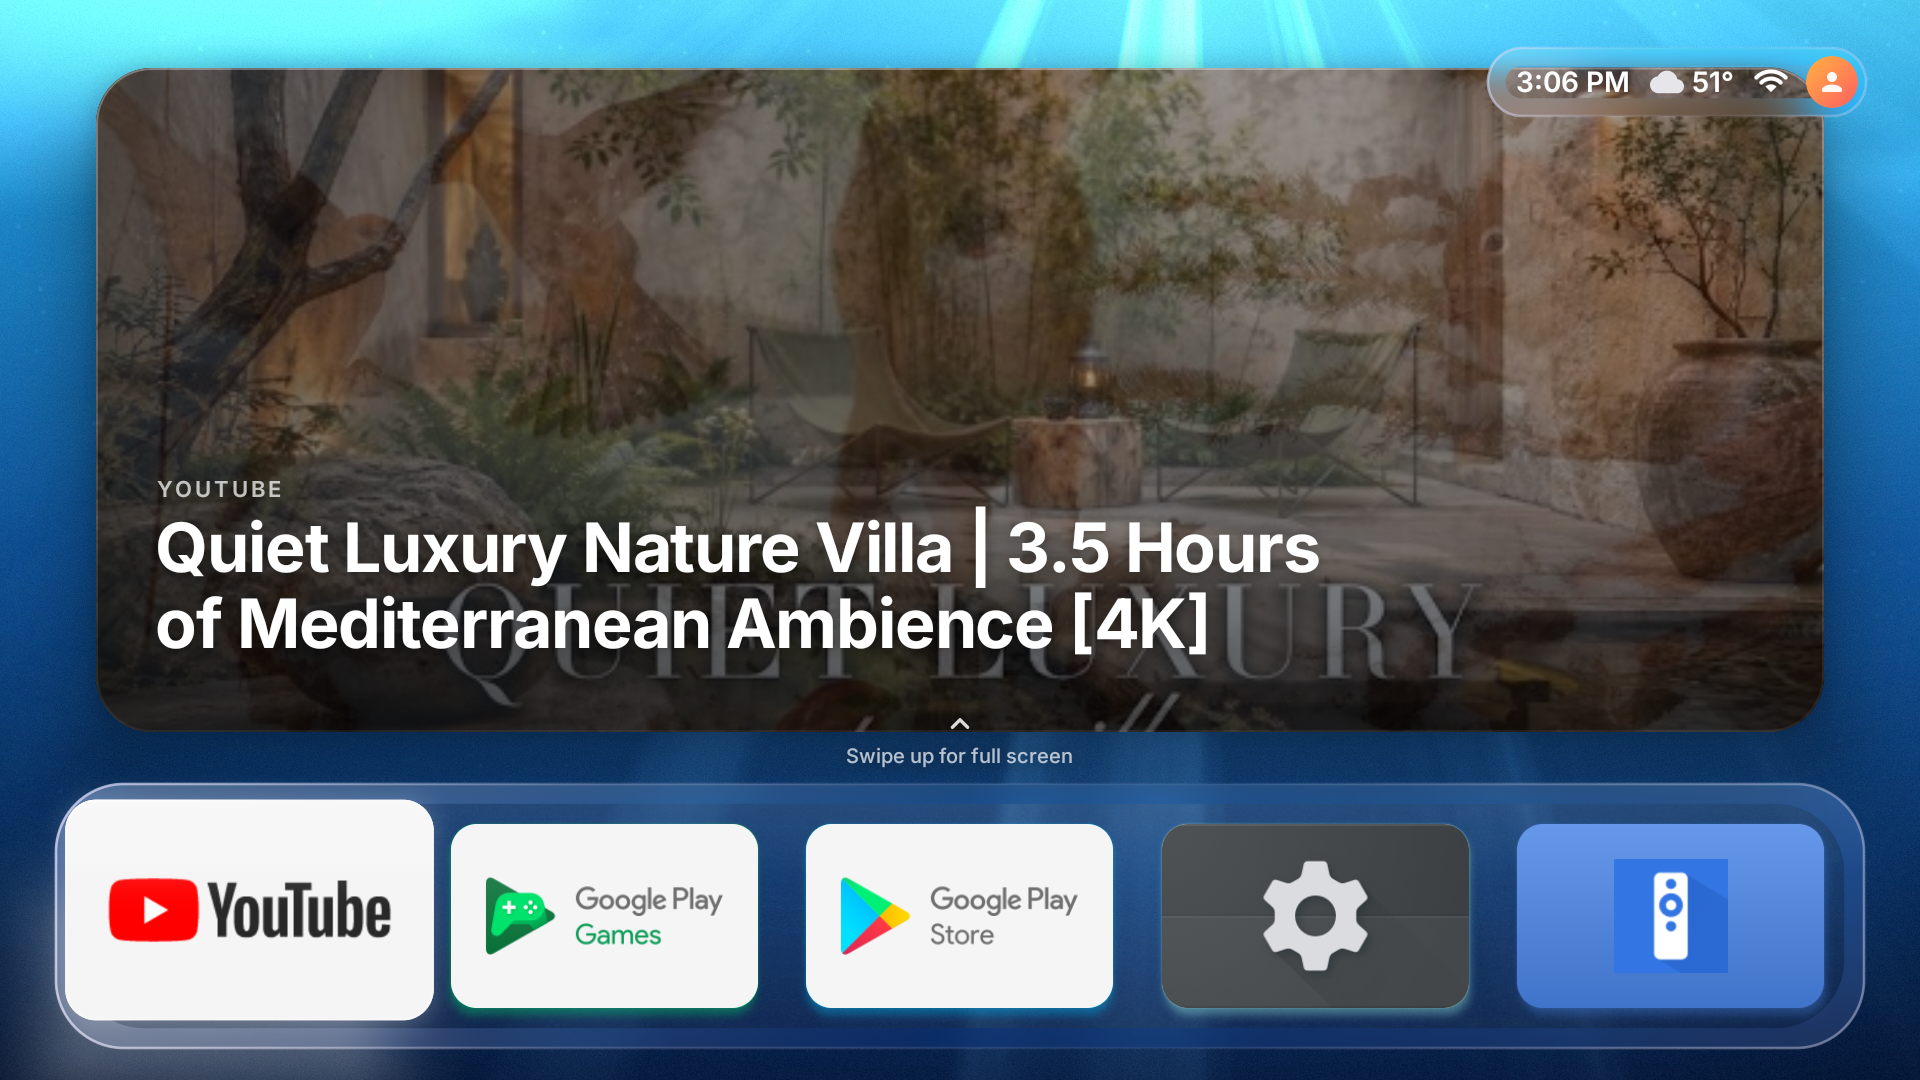 3:06 PM 51°
YOUTUBE
Quiet Luxury Nature Villa | 3.5 Hours
of Mediterranean Ambience [4K]
QUIET LUXURY
Swipe up for full screen
YouTube
Google Play
Games
Google Play
Store